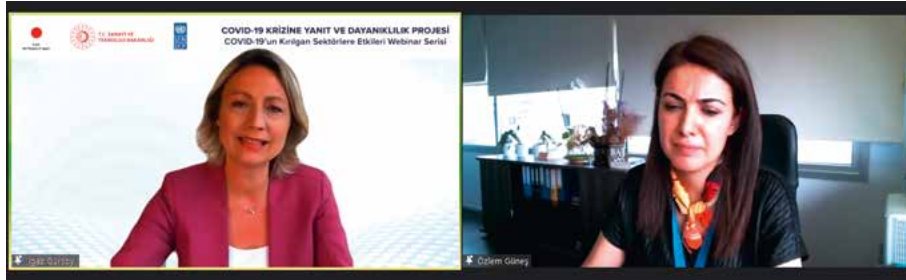 COVID-19 KRİZİNE YANIT VE DAYANIKLILIK PROJESİ
COVID-19'un Kırılgan Sektörlere Etkileri Webinar Serisi
T.C. SANAYİ VE
TEKNOLOJİ BAKANLIĞI
Özlem Güneş